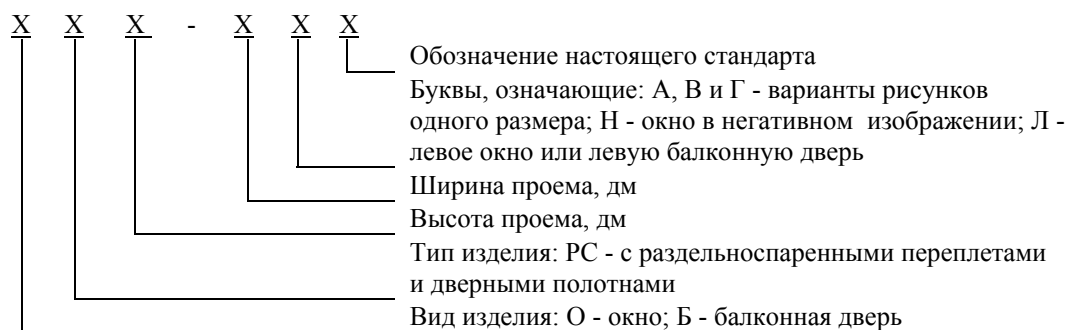 Х Х Х - Х Х Х
Обозначение настоящего стандарта
Буквы, означающие: А, В и Г - варианты рисунков
одного размера; Н - окно в негативном изображении; Л -
левое окно или левую балконную дверь
Ширина проема, дм
Высота проема, дм
Тип изделия: РС - с раздельноспаренными переплетами
и дверными полотнами
Вид изделия: О - окно; Б - балконная дверь